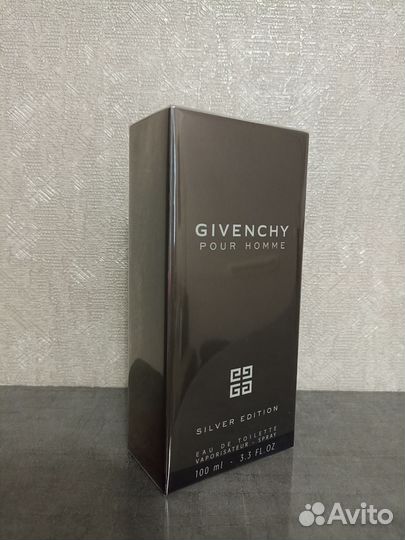 GIVENCHY
POUR HOMME
SILVER EDITION
EAU DE TOILETTE
VAPORISATEUR - SPRAY
100 ml - 3.3 FL.OZ
Avito